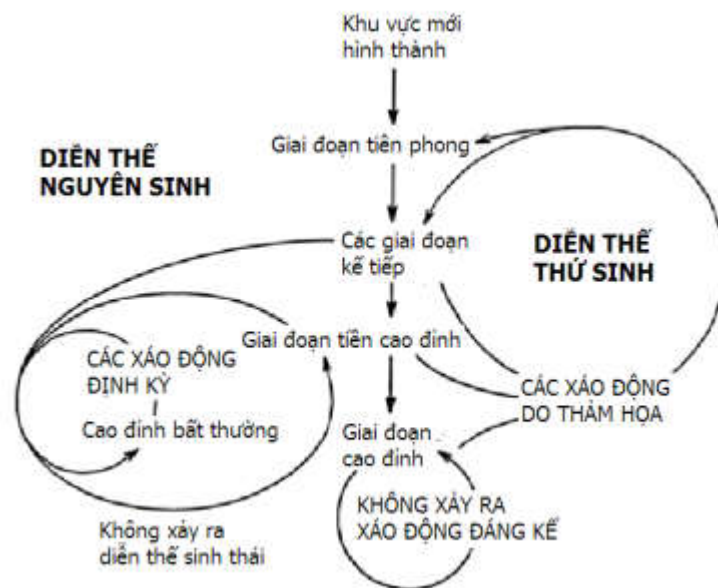 Khu vực mới
hình thành
Giai đoạn tiên phong
DIỄN THẾ
NGUYÊN SINH
Các giai đoạn
kế tiếp
DIỄN THẾ
THỨ SINH
Giai đoạn tiền cao đỉnh
CÁC XÁO ĐỘNG
ĐỊNH KỲ
Cao đỉnh bất thường
CÁC XÁO ĐỘNG
DO THẢM HỌA
Giai đoạn
cao đỉnh
KHÔNG XẢY RA
XÁO ĐỘNG ĐÁNG KỂ
Không xảy ra
diễn thế sinh thái